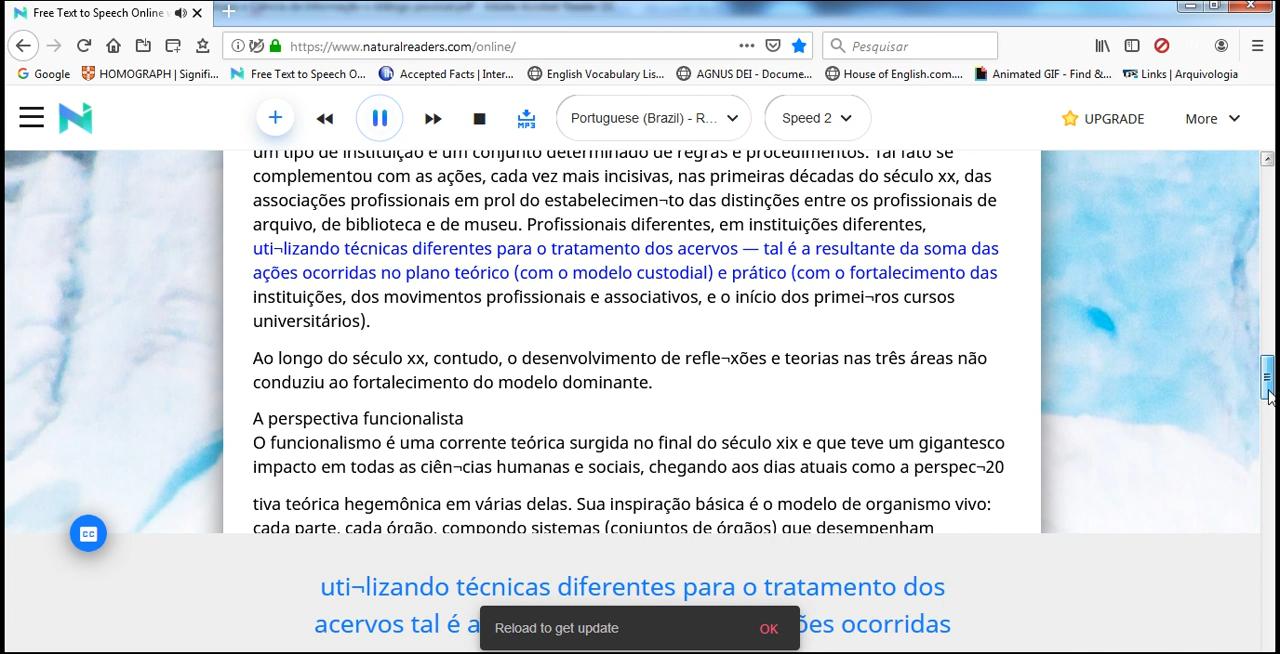 Free Text to Speech Online
https://www.naturalreaders.com/online/
Pesquisar
Google
HOMOGRAPH | Signifi...
Free Text to Speech O...
Accepted Facts | Inter...
English Vocabulary Lis...
AGNUS DEI - Docume...
House of English.com....
Animated GIF - Find &...
Links | Arquivologia
MP3
Portuguese (Brazil) - R...
Speed 2
UPGRADE
More
um tipo de instituição e um conjunto determinado de regras e procedimentos. Tal fato se
complementou com as ações, cada vez mais incisivas, nas primeiras décadas do século xx, das
associações profissionais em prol do estabelecimen¬to das distinções entre os profissionais de
arquivo, de biblioteca e de museu. Profissionais diferentes, em instituições diferentes,
uti¬lizando técnicas diferentes para o tratamento dos acervos — tal é a resultante da soma das
ações ocorridas no plano teórico (com o modelo custodial) e prático (com o fortalecimento das
instituições, dos movimentos profissionais e associativos, e o início dos primei¬ros cursos
universitários).
Ao longo do século xx, contudo, o desenvolvimento de refle¬xões e teorias nas três áreas não
conduziu ao fortalecimento do modelo dominante.
A perspectiva funcionalista
O funcionalismo é uma corrente teórica surgida no final do século xix e que teve um gigantesco
impacto em todas as ciên¬cias humanas e sociais, chegando aos dias atuais como a perspec¬20
tiva teórica hegemônica em várias delas. Sua inspiração básica é o modelo de organismo vivo:
cada parte, cada órgão, compondo sistemas (conjuntos de órgãos) que desempenham
CC
uti¬lizando técnicas diferentes para o tratamento dos
acervos tal é a ões ocorridas
Reload to get update
OK